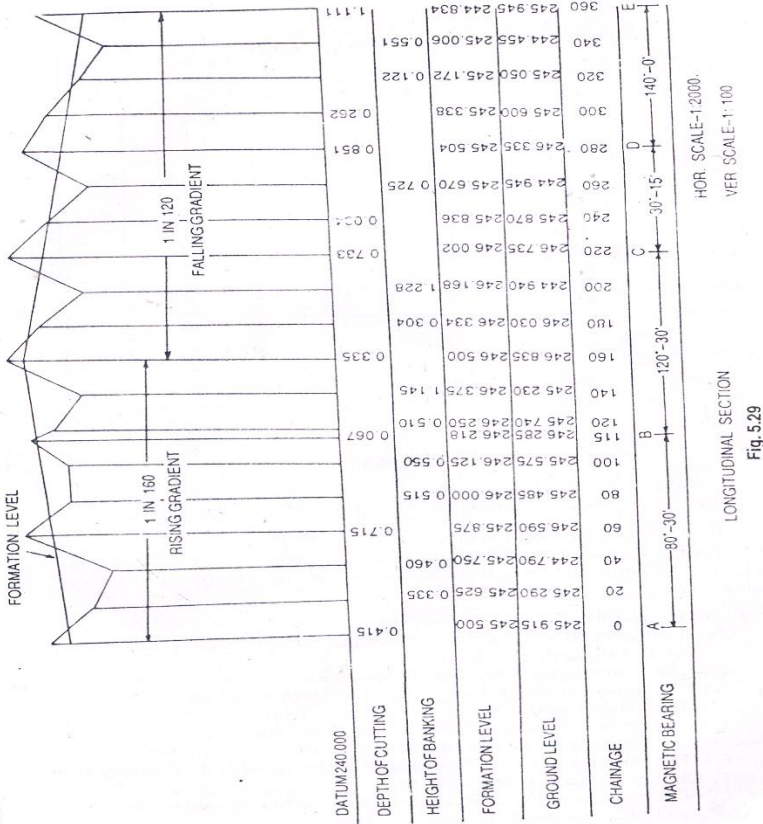 FORMATION LEVEL
1 IN 160
RISING GRADIENT
1 IN 120
FALLING GRADIENT
DATUM 240.000
DEPTH OF CUTTING 0.415 0.715 0.067 0.335 0.733 0.851 0.262 1.111
HEIGHT OF BANKING 0.335 0.460 0.515 0.550 0.510 1.145 0.304 1.228 0.725 0.122 0.551
FORMATION LEVEL 245.500 245 625 245.750 245.875 246 000 246.125 246 218 246 250 246.375 246.500 246 334 246.168 246 002 245 836 245 670 245 504 245.338 245.172 245.006 244.834
GROUND LEVEL 245.915 245 290 244.790 246.590 245 485 245.575 246 285 245 740 245 230 246 835 246 030 244 940 246.735 245.870 244 945 246 335 245 600 245.050 244.455 245.945
CHAINAGE 0 20 40 60 80 100 115 120 140 160 180 200 220 240 260 280 300 320 340 360
A B C D E
MAGNETIC BEARING 80°-30' 120°-30' 30°-15' 140°-0'
HOR. SCALE-1:2000.
LONGITUDINAL SECTION
VER SCALE-1:100
Fig. 5.29